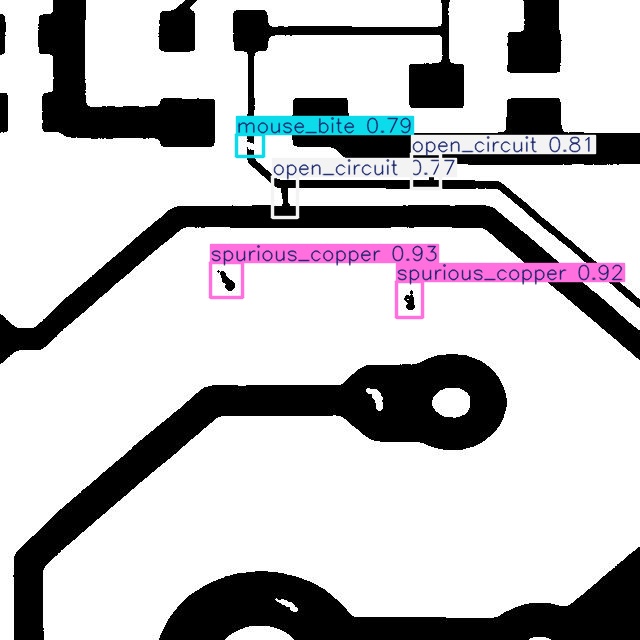 mouse_bite 0.79
open_circuit 0.81
open_circuit 0.77
spurious_copper 0.93
spurious_copper 0.92